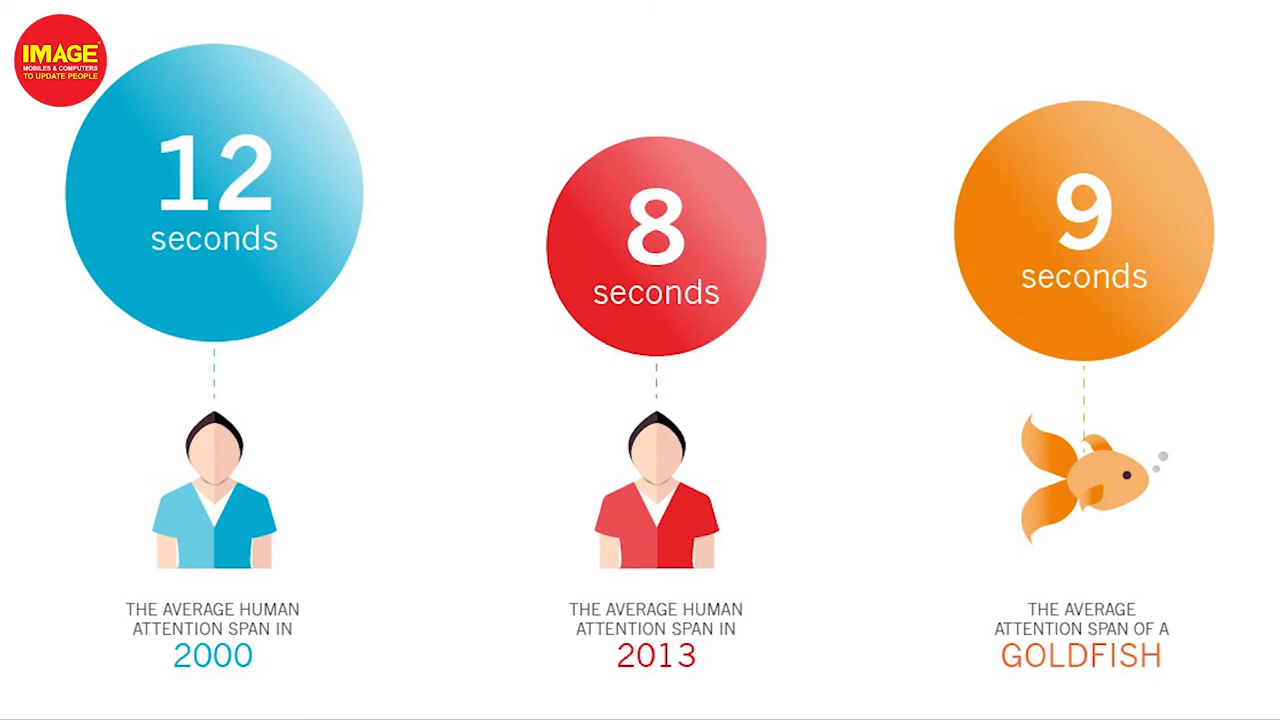 IMAGE
MOBILES & COMPUTERS
TO UPDATE PEOPLE
12
seconds
THE AVERAGE HUMAN
ATTENTION SPAN IN
2000
8
seconds
THE AVERAGE HUMAN
ATTENTION SPAN IN
2013
9
seconds
THE AVERAGE
ATTENTION SPAN OF A
GOLDFISH